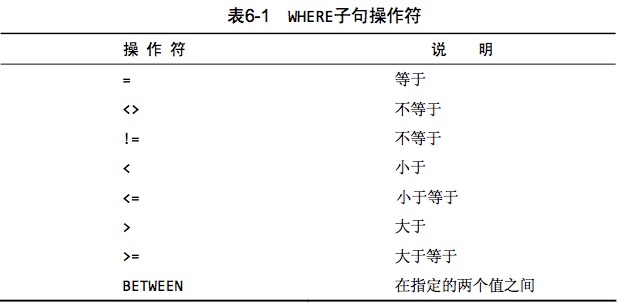 表6-1 WHERE子句操作符
操 作 符 说 明
= 等于
<> 不等于
!= 不等于
< 小于
<= 小于等于
> 大于
>= 大于等于
BETWEEN 在指定的两个值之间